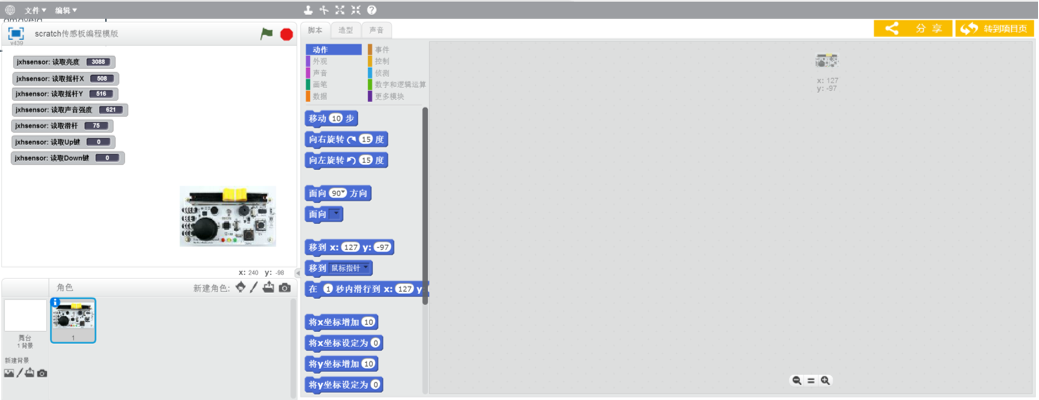 文件▼ 编辑▼
scratch传感板编程模版
脚本 造型 声音
分享
转到项目页
jxhsensor: 读取亮度 3088
jxhsensor: 读取摇杆X 508
jxhsensor: 读取摇杆Y 516
jxhsensor: 读取声音强度 621
jxhsensor: 读取滑杆 75
jxhsensor: 读取Up键 0
jxhsensor: 读取Down键 0
x: 240 y: -98
角色
新建角色:
舞台
1背景
新建背景
1
动作 事件
外观 控制
声音 侦测
画笔 数字和逻辑运算
数据 更多模块
移动 10 步
向右旋转 15 度
向左旋转 15 度
面向 90▼ 方向
面向
移到 x: 127 y: -97
移到 鼠标指针
在 1 秒内滑行到 x: 127 y
将x坐标增加 10
将x坐标设定为 0
将y坐标增加 10
将y坐标设定为 0
x: 127
y: -97